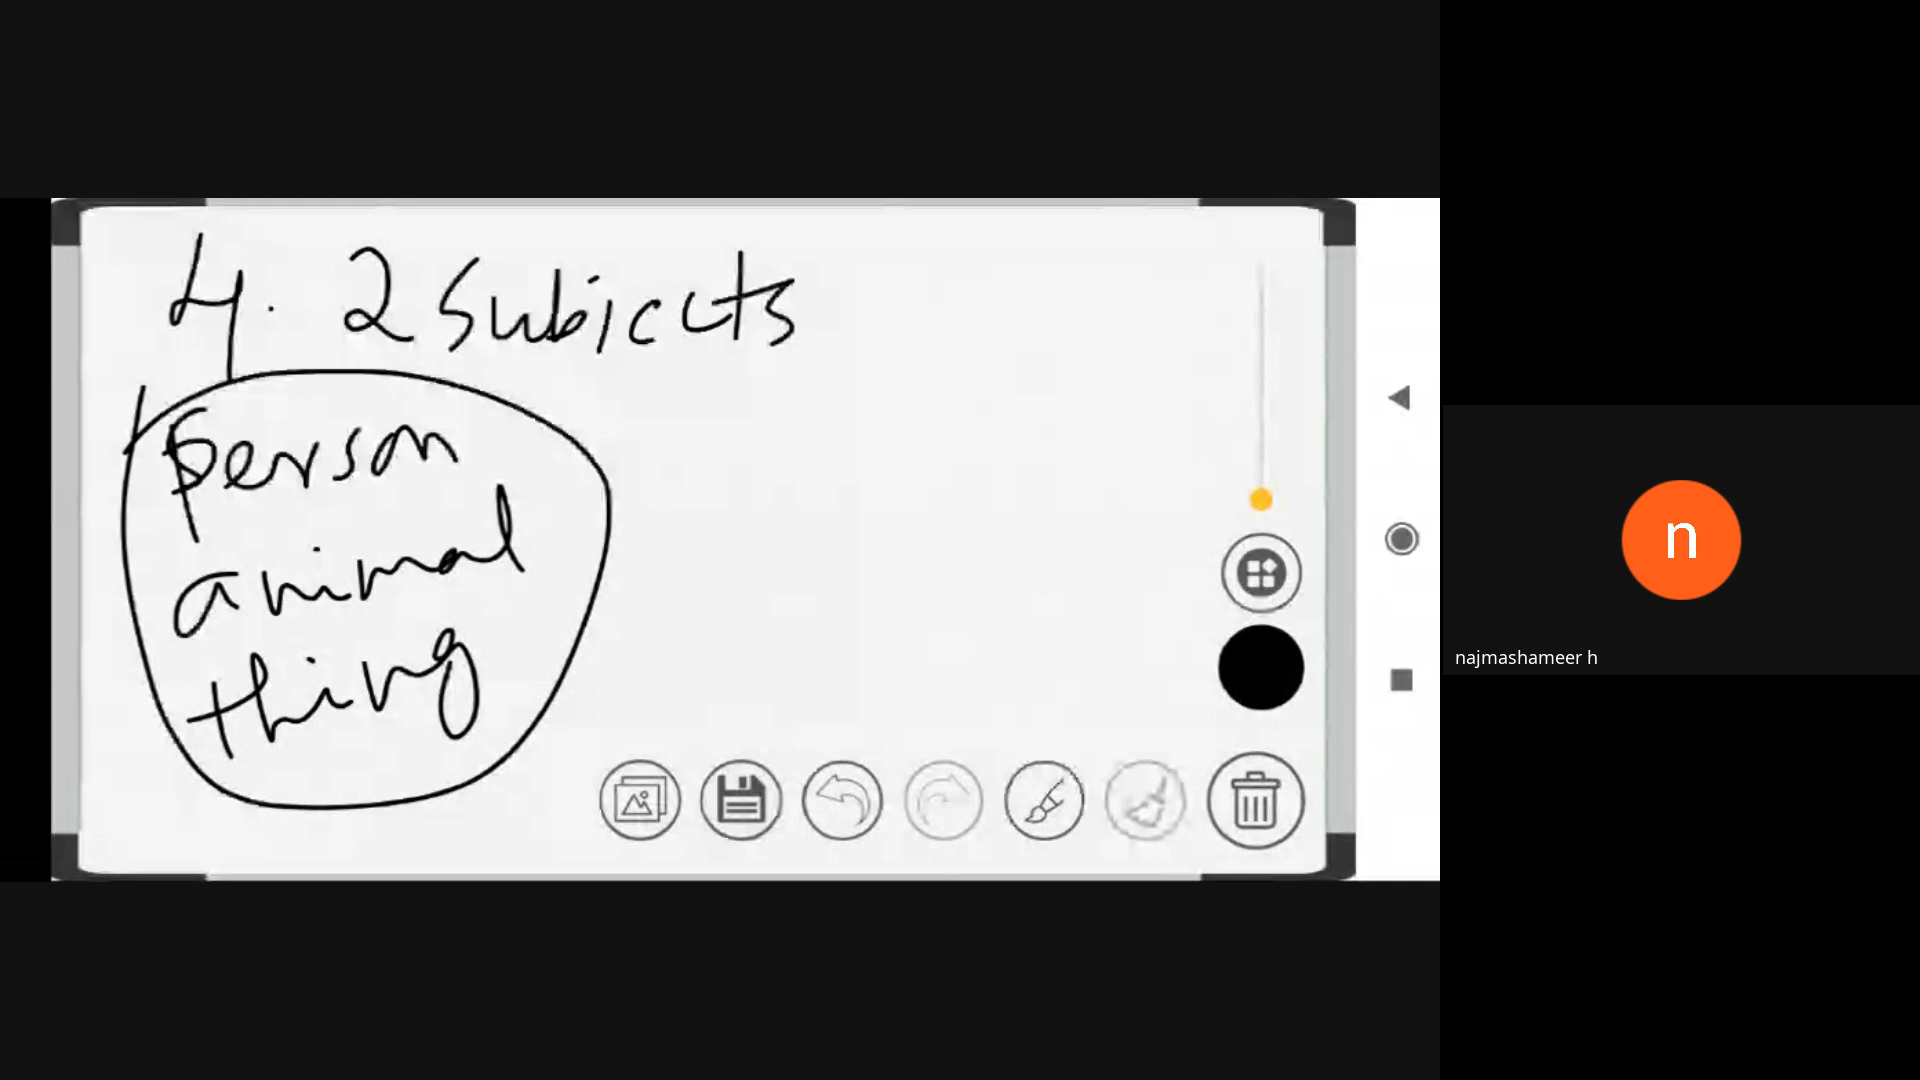 4. 2 Subjects
person
animal
thing
n
najmashameer h